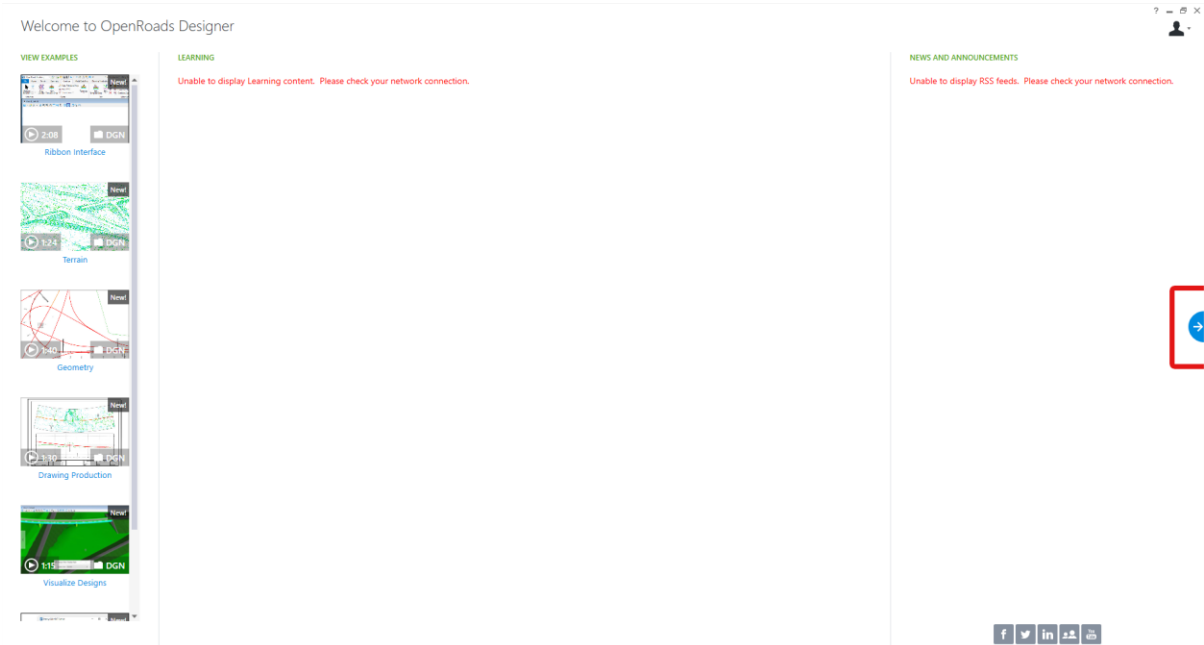 Welcome to OpenRoads Designer
VIEW EXAMPLES
New!
2:08 DGN
Ribbon Interface
New!
1:24 DGN
Terrain
New!
1:40 DGN
Geometry
New!
1:30 DGN
Drawing Production
New!
1:15 DGN
Visualize Designs
LEARNING
Unable to display Learning content. Please check your network connection.
NEWS AND ANNOUNCEMENTS
Unable to display RSS feeds. Please check your network connection.